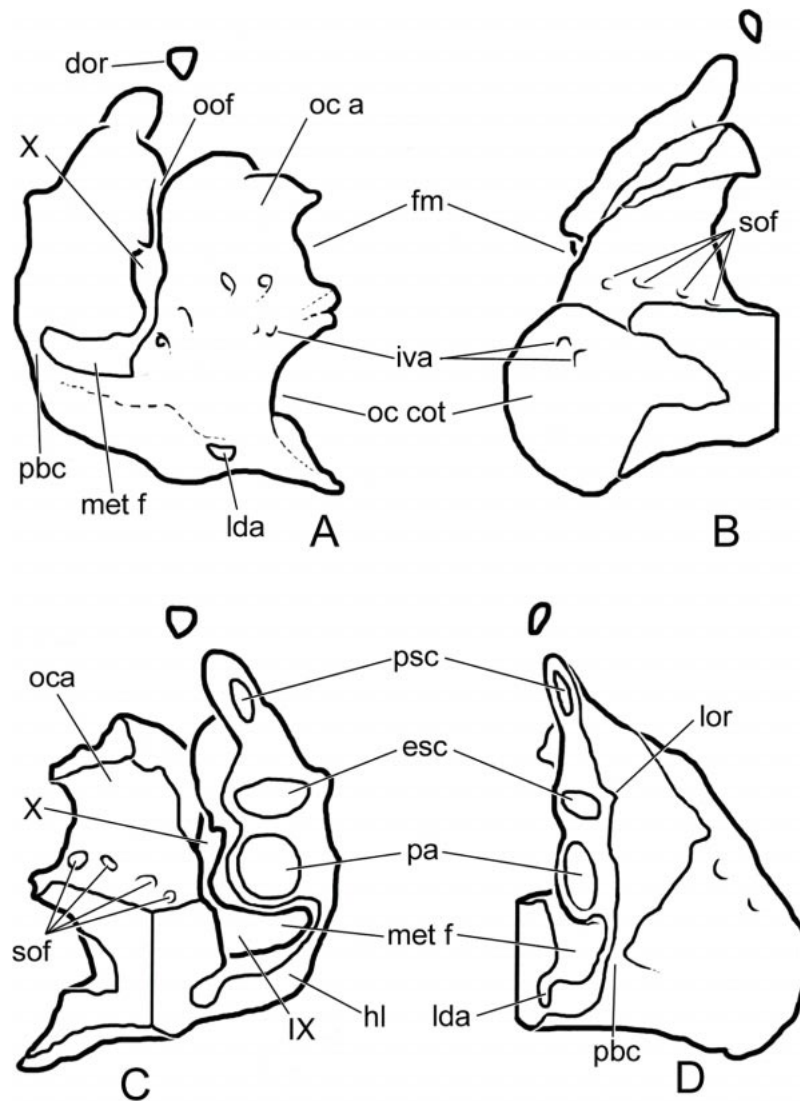 dor
oof
oc a
X
fm
sof
iva
oc cot
pbc
met f
lda
A
B
psc
oca
lor
esc
X
pa
sof
met f
lda
IX
hl
pbc
C
D